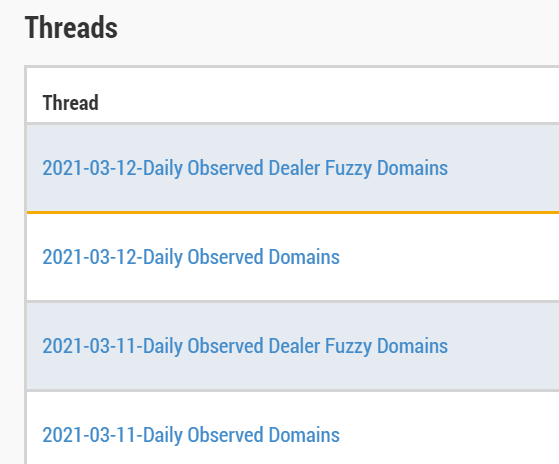 Threads
Thread
2021-03-12-Daily Observed Dealer Fuzzy Domains
2021-03-12-Daily Observed Domains
2021-03-11-Daily Observed Dealer Fuzzy Domains
2021-03-11-Daily Observed Domains